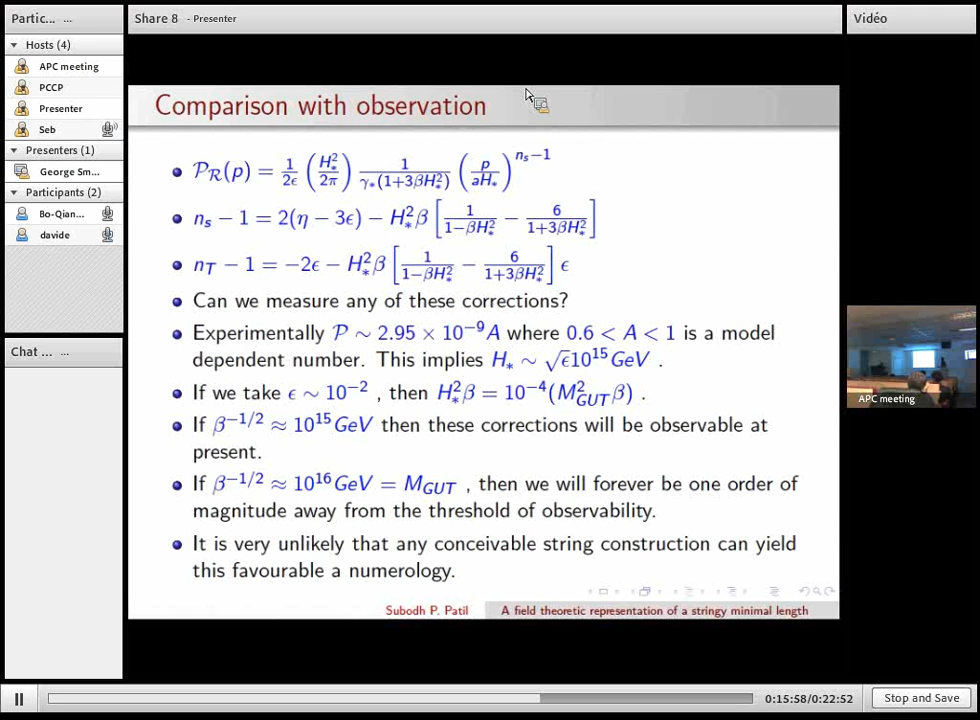 Partic... ...
Share 8 - Presenter
Vidéo
Hosts (4)
APC meeting
PCCP
Presenter
Seb
Presenters (1)
George Sm...
Participants (2)
Bo-Qian...
davide
Chat ... ...
Comparison with observation
𝒫_ℛ(p) = 1/2ϵ (H_*^2/2π) 1/γ_*(1+3βH_*^2) (p/aH_*)^{n_s−1}
n_s − 1 = 2(η − 3ϵ) − H_*^2β [1/1−βH_*^2 − 6/1+3βH_*^2]
n_T − 1 = −2ϵ − H_*^2β [1/1−βH_*^2 − 6/1+3βH_*^2] ϵ
Can we measure any of these corrections?
Experimentally 𝒫 ∼ 2.95 × 10^{−9}A where 0.6 < A < 1 is a model
dependent number. This implies H_* ∼ √ϵ10^{15}GeV .
If we take ϵ ∼ 10^{−2} , then H_*^2β = 10^{−4}(M_{GUT}^2β) .
If β^{−1/2} ≈ 10^{15}GeV then these corrections will be observable at
present.
If β^{−1/2} ≈ 10^{16}GeV = M_{GUT} , then we will forever be one order of
magnitude away from the threshold of observability.
It is very unlikely that any conceivable string construction can yield
this favourable a numerology.
Subodh P. Patil A field theoretic representation of a stringy minimal length
APC meeting
0:15:58/0:22:52
Stop and Save